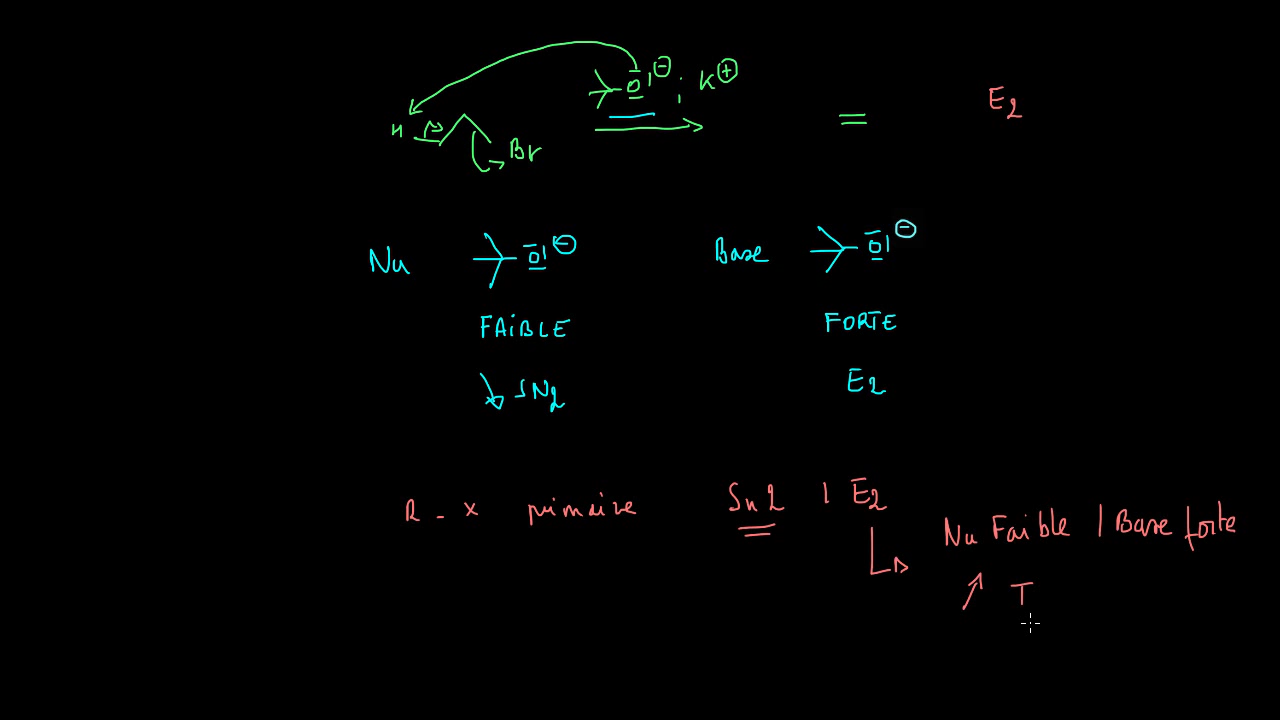 O⊖ ; K⊕
H Br
= E2
Nu O⊖ Base O⊖
FAIBLE FORTE
↘ SN2 E2
R - X primaire Sn2 | E2
Nu Faible | Base forte
↗ T